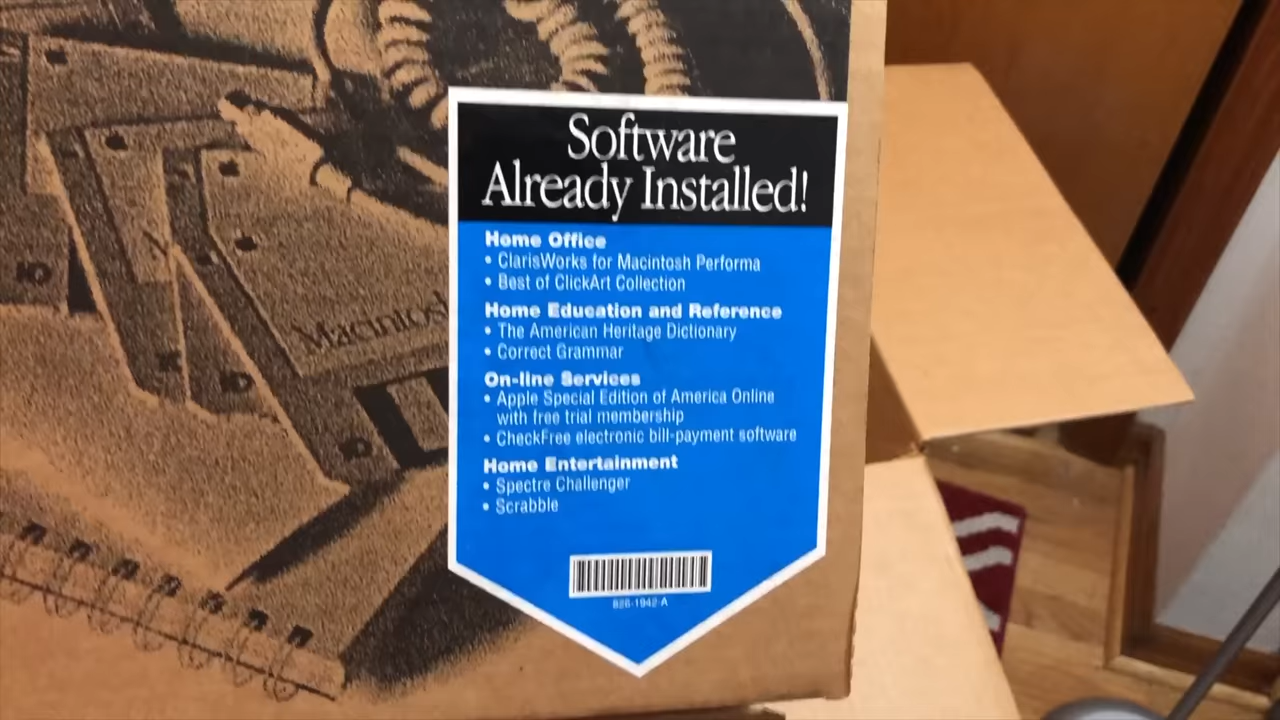 Software
Already Installed!
Home Office
• ClarisWorks for Macintosh Performa
• Best of ClickArt Collection
Home Education and Reference
• The American Heritage Dictionary
• Correct Grammar
On-line Services
• Apple Special Edition of America Online
with free trial membership
• CheckFree electronic bill-payment software
Home Entertainment
• Spectre Challenger
• Scrabble
826-1942-A
Macintosh